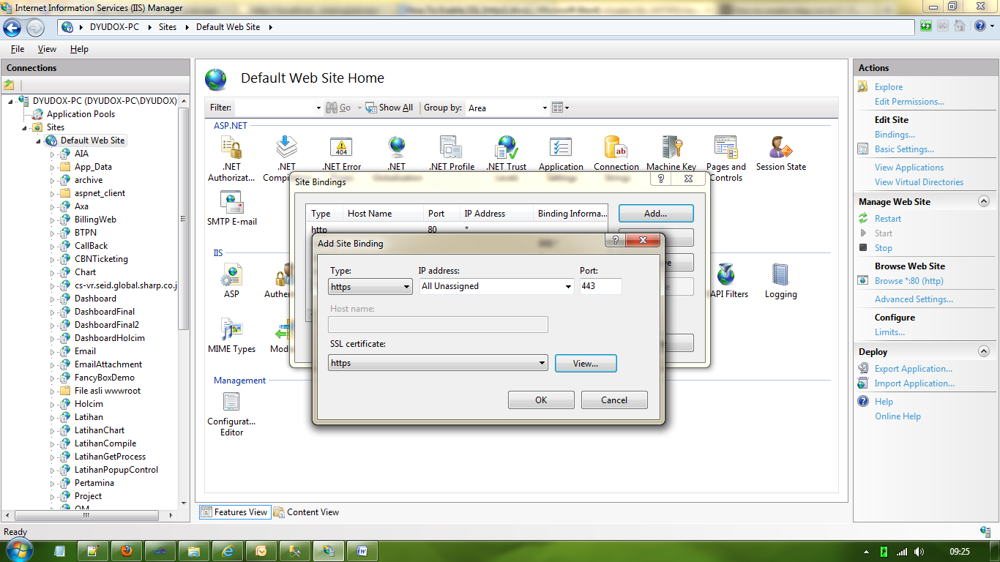 Internet Information Services (IIS) Manager
DYUDOX-PC
Sites
Default Web Site
File
View
Help
Connections
DYUDOX-PC (DYUDOX-PC\DYUDOX)
Application Pools
Sites
Default Web Site
AIA
App_Data
archive
aspnet_client
Axa
BillingWeb
BTPN
CallBack
CBNTicketing
Chart
cs-vr.seid.global.sharp.co.j
Dashboard
DashboardFinal
DashboardFinal2
DashboardHolcim
Email
EmailAttachment
FancyBoxDemo
File asli wwwroot
Holcim
Latihan
LatihanChart
LatihanCompile
LatihanGetProcess
LatihanPopupControl
Pertamina
Project
Default Web Site Home
Filter:
Go
Show All
Group by:
Area
ASP.NET
.NET Authorizat...
.NET
.NET Error
.NET
.NET Profile
.NET Trust
Application
Connection
Machine Key
Pages and Controls
Session State
SMTP E-mail
IIS
ASP
API Filters
Logging
MIME Types
Management
Configurat... Editor
Site Bindings
Type
Host Name
Port
IP Address
Binding Informa...
http
80
*
Add...
Add Site Binding
Type:
IP address:
Port:
https
All Unassigned
443
Host name:
SSL certificate:
https
View...
OK
Cancel
Features View
Content View
Actions
Explore
Edit Permissions...
Edit Site
Bindings...
Basic Settings...
View Applications
View Virtual Directories
Manage Web Site
Restart
Start
Stop
Browse Web Site
Browse *:80 (http)
Advanced Settings...
Configure
Limits...
Deploy
Export Application...
Import Application...
Help
Online Help
Ready
09:25